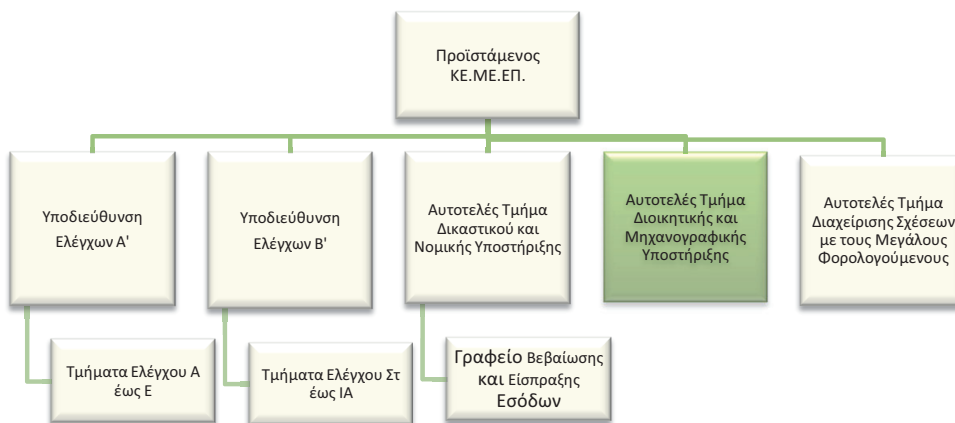 Προϊστάμενος
ΚΕ.ΜΕ.ΕΠ.
Υποδιεύθυνση
Ελέγχων Α'
Υποδιεύθυνση
Ελέγχων Β'
Αυτοτελές Τμήμα
Δικαστικού και
Νομικής Υποστήριξης
Αυτοτελές Τμήμα
Διοικητικής και
Μηχανογραφικής
Υποστήριξης
Αυτοτελές Τμήμα
Διαχείρισης Σχέσεων
με τους Μεγάλους
Φορολογούμενους
Τμήματα Ελέγχου Α
έως Ε
Τμήματα Ελέγχου Στ
έως ΙΑ
Γραφείο Βεβαίωσης
και Είσπραξης
Εσόδων